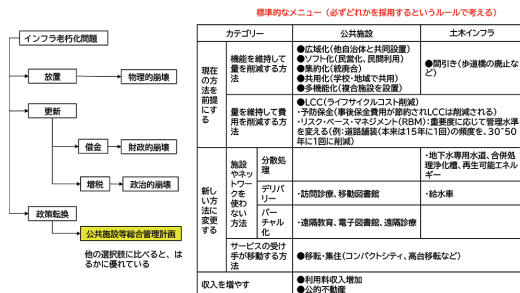 標準的なメニュー（必ずどれかを採用するというルールで考える）
インフラ老朽化問題
放置
物理的崩壊
更新
借金
財政的崩壊
増税
政治的崩壊
政策転換
公共施設等総合管理計画
他の選択肢に比べると、は
るかに優れている
カテゴリー
公共施設
土木インフラ
現在
の方
法を
前提
にす
る
機能を維持して
量を削減する方
法
●広域化（他自治体と共同設置）
●ソフト化（民営化、民間利用）
●集約化（統廃合）
●共用化（学校・地域で共用）
●多機能化（複合施設を設置）
●間引き（歩道橋の廃止な
ど）
量を維持して費
用を削減する方
法
●LCC（ライフサイクルコスト削減）
・予防保全（事後保全費用が節約されLCCは削減される）
・リスク・ベース・マネジメント（RBM）：重要度に応じて管理水準
を変える（例：道路舗装（本来は15年に1回）の頻度を、30~50
年に1回に削減）
新し
い方
法に
変更
する
施設
やネッ
トワー
クを
使わ
ない
方法
分散処
理
・地下水専用水道、合併処
理浄化槽、再生可能エネル
ギー
デリバ
リー
・訪問診療、移動図書館
・給水車
バー
チャル
化
・遠隔教育、電子図書館、遠隔診療
サービスの受け
手が移動する方
法
●移転・集住（コンパクトシティ、高台移転など）
収入を増やす
●利用料収入増加
●公的不動産